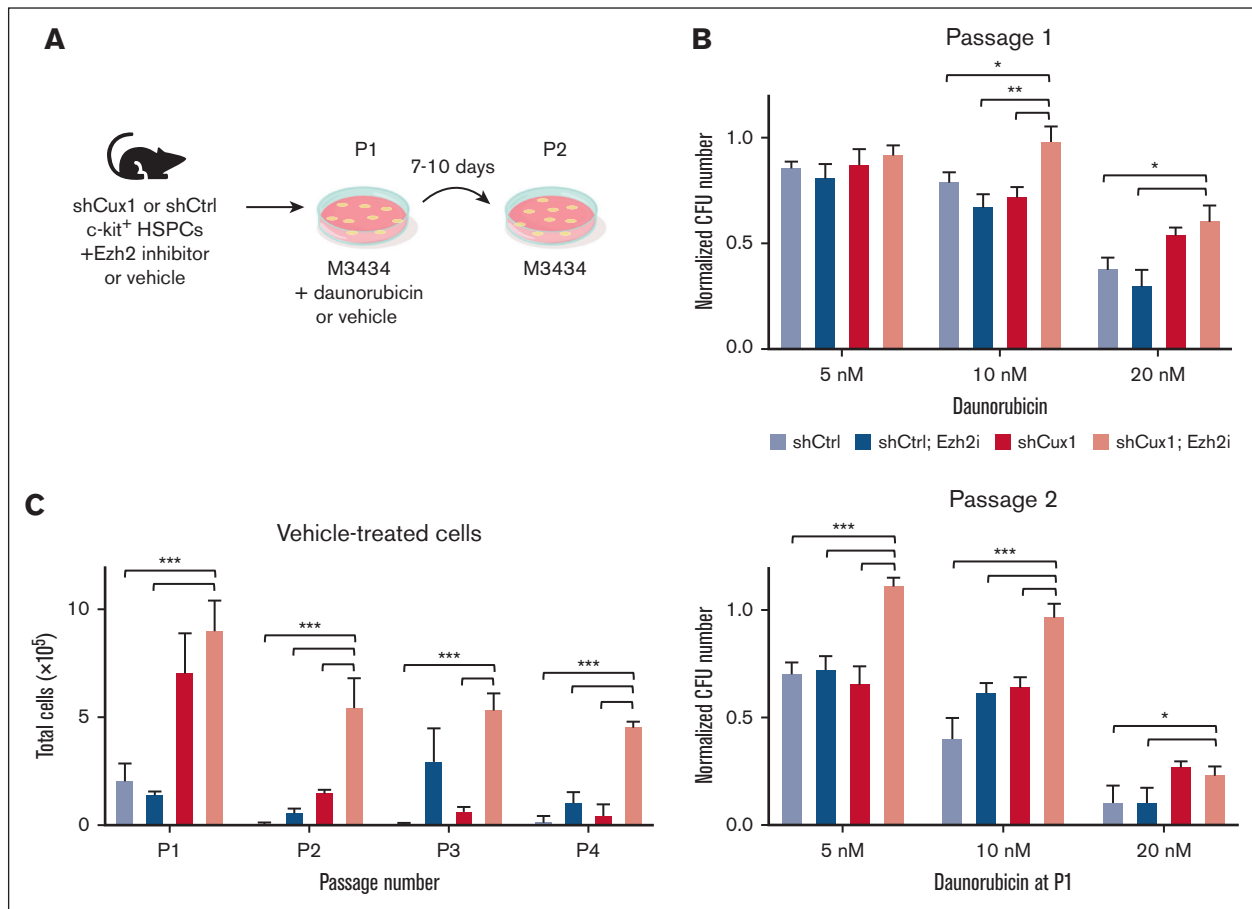 A
shCux1 or shCtrl
c-kit⁺ HSPCs
+Ezh2 inhibitor
or vehicle
P1
M3434
+ daunorubicin
or vehicle
7-10 days
P2
M3434
B
Passage 1
Normalized CFU number
1.0
0.5
0.0
*
**
*
5 nM 10 nM 20 nM
Daunorubicin
shCtrl shCtrl; Ezh2i shCux1 shCux1; Ezh2i
Passage 2
Normalized CFU number
1.0
0.5
0.0
***
***
*
5 nM 10 nM 20 nM
Daunorubicin at P1
C
Vehicle-treated cells
Total cells (×10⁵)
10
5
0
***
***
***
***
P1 P2 P3 P4
Passage number